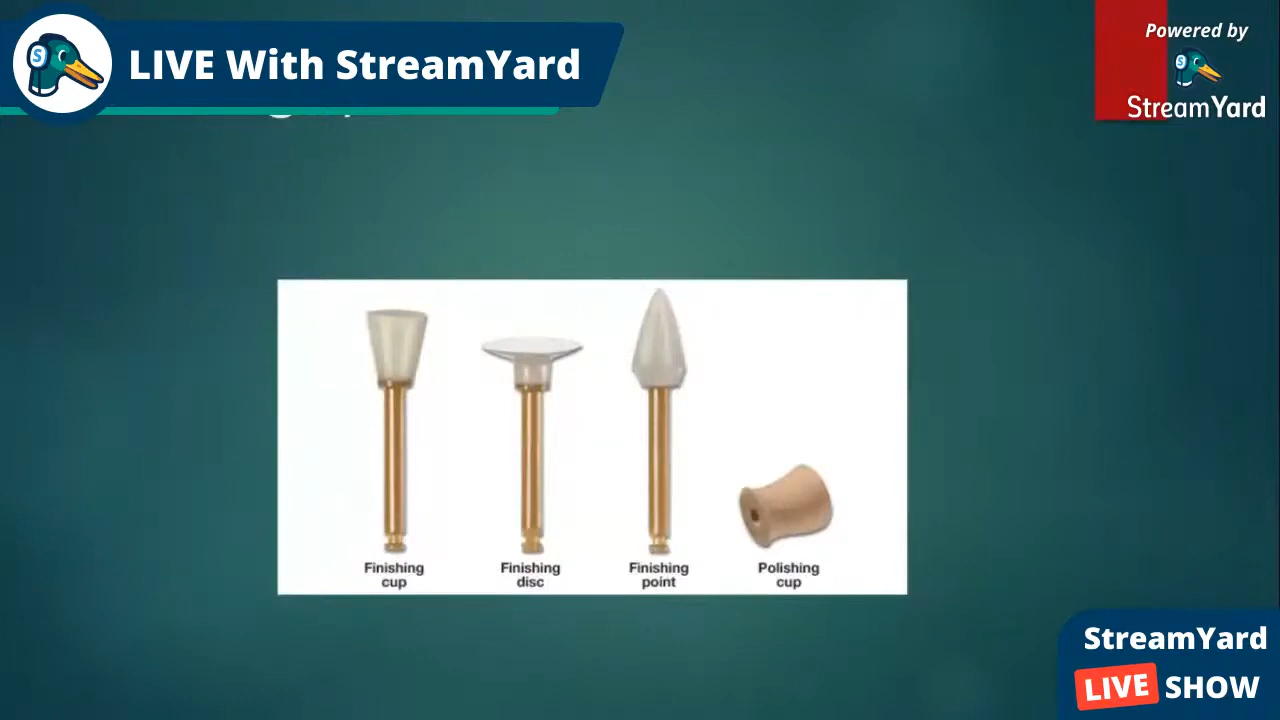 LIVE With StreamYard
Powered by
StreamYard
Finishing
cup
Finishing
disc
Finishing
point
Polishing
cup
StreamYard
LIVE SHOW